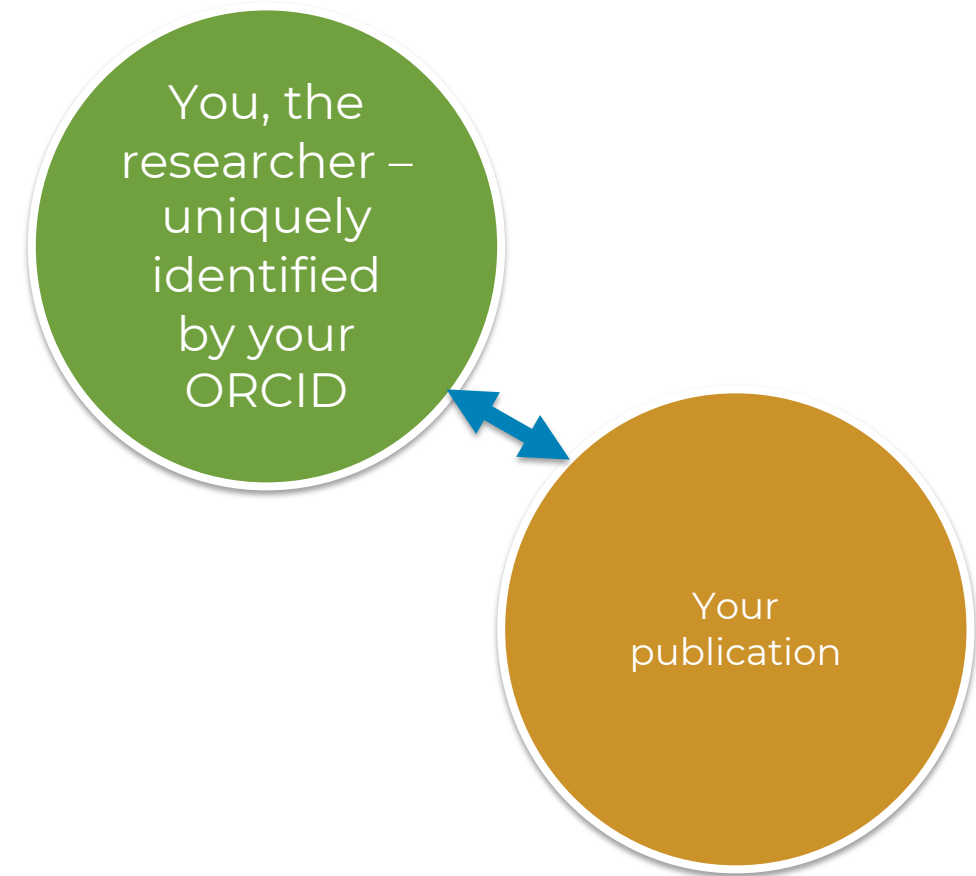 You, the
researcher –
uniquely
identified
by your
ORCID
Your
publication